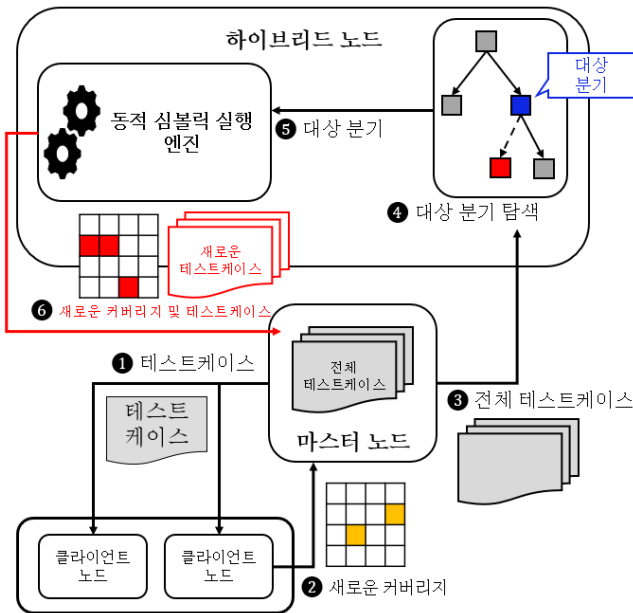 하이브리드 노드
대상
분기
동적 심볼릭 실행
엔진
❺ 대상 분기
❹ 대상 분기 탐색
새로운
테스트케이스
❻ 새로운 커버리지 및 테스트케이스
❶ 테스트케이스
전체
테스트케이스
❸ 전체 테스트케이스
테스트
케이스
마스터 노드
클라이언트
노드
클라이언트
노드
❷ 새로운 커버리지